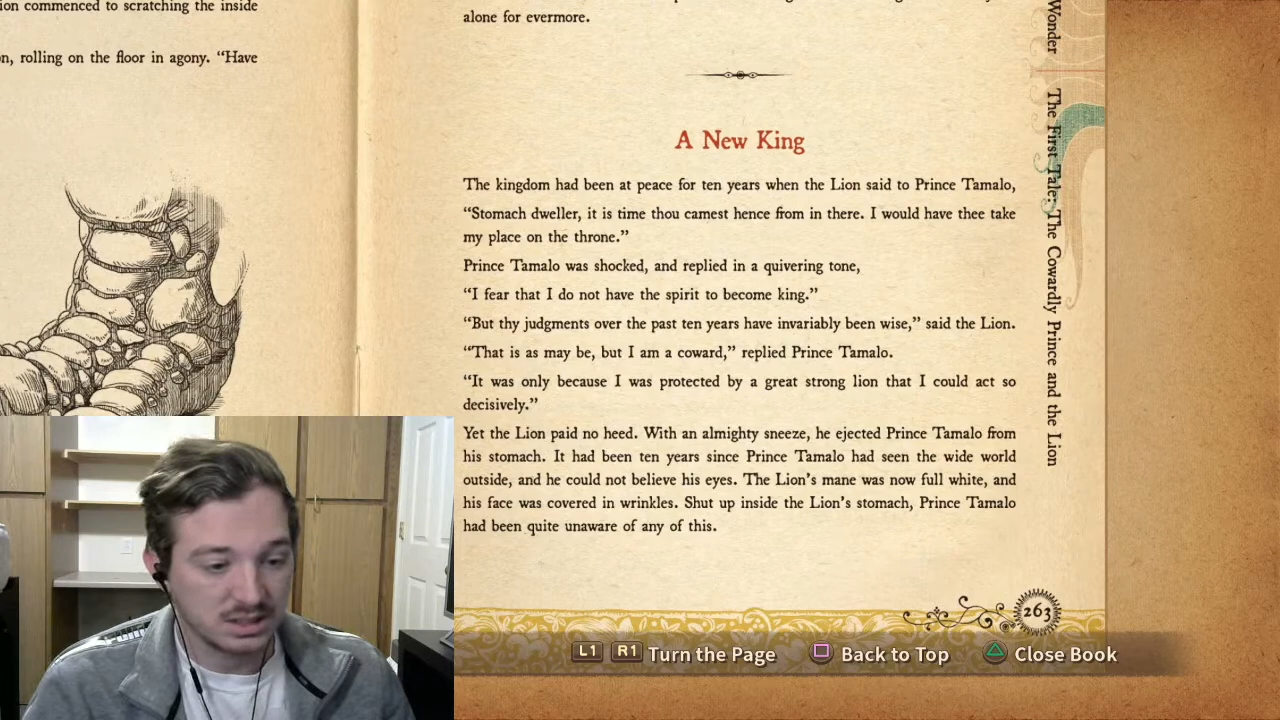 ion commenced to scratching the inside
on, rolling on the floor in agony. “Have
alone for evermore.
A New King
The kingdom had been at peace for ten years when the Lion said to Prince Tamalo,
“Stomach dweller, it is time thou camest hence from in there. I would have thee take
my place on the throne.”
Prince Tamalo was shocked, and replied in a quivering tone,
“I fear that I do not have the spirit to become king.”
“But thy judgments over the past ten years have invariably been wise,” said the Lion.
“That is as may be, but I am a coward,” replied Prince Tamalo.
“It was only because I was protected by a great strong lion that I could act so
decisively.”
Yet the Lion paid no heed. With an almighty sneeze, he ejected Prince Tamalo from
his stomach. It had been ten years since Prince Tamalo had seen the wide world
outside, and he could not believe his eyes. The Lion’s mane was now full white, and
his face was covered in wrinkles. Shut up inside the Lion’s stomach, Prince Tamalo
had been quite unaware of any of this.
Wonder The First Tale: The Cowardly Prince and the Lion
263
L1 R1 Turn the Page Back to Top Close Book